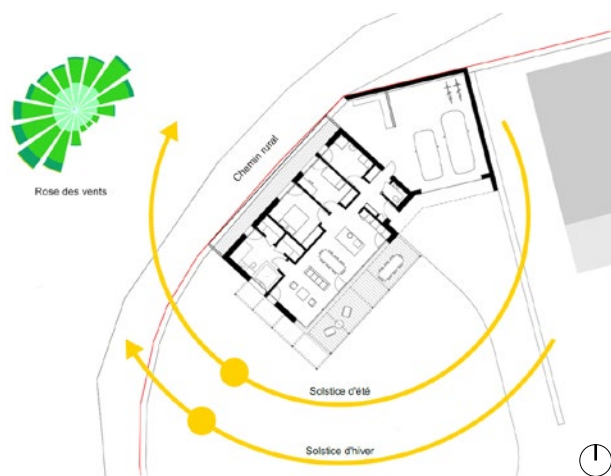 Rose des vents
Chemin rural
Solstice d'été
Solstice d'hiver